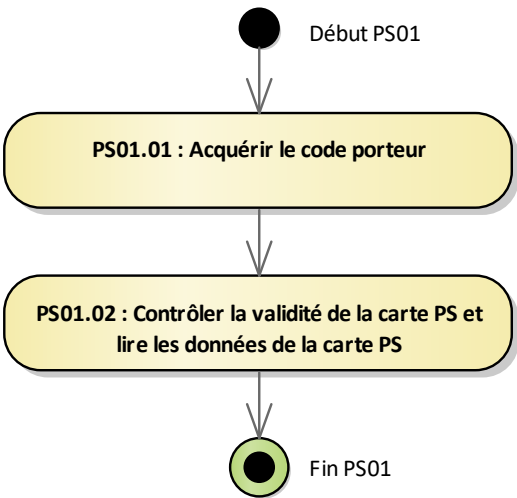 Début PS01
PS01.01 : Acquérir le code porteur
PS01.02 : Contrôler la validité de la carte PS et
lire les données de la carte PS
Fin PS01